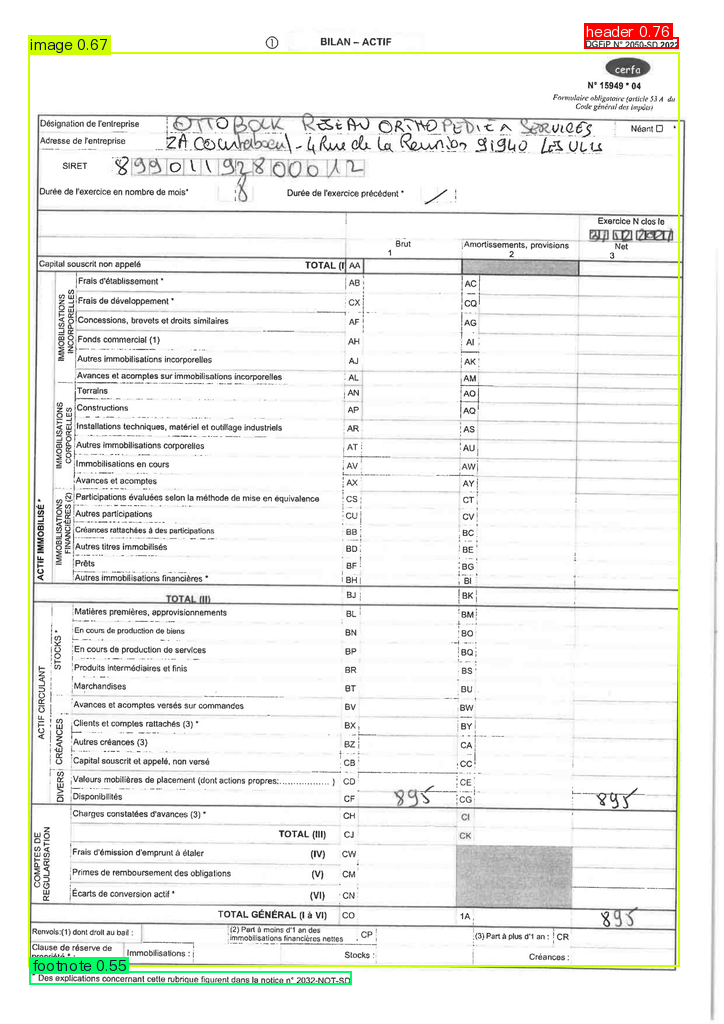 image 0.67
header 0.76
① BILAN – ACTIF
DGFiP N° 2050-SD 2022
cerfa
N° 15949 * 04
Formulaire obligatoire (article 53 A du
Code général des impôts)
Désignation de l'entreprise OTTOBOCK RESEAU ORTHOPEDIE SERVICES Néant □ *
Adresse de l'entreprise ZA Courtaboeuf - 4 Rue de la Reunion 91940 LES ULIS
SIRET 89901192800012
Durée de l'exercice en nombre de mois* 8 Durée de l'exercice précédent * /
Exercice N clos le
Brut 1 Amortissements, provisions 2 Net 3
Capital souscrit non appelé TOTAL (I AA
ACTIF IMMOBILISÉ *
IMMOBILISATIONS INCORPORELLES
Frais d'établissement * AB AC
Frais de développement * CX CQ
Concessions, brevets et droits similaires AF AG
Fonds commercial (1) AH AI
Autres immobilisations incorporelles AJ AK
Avances et acomptes sur immobilisations incorporelles AL AM
IMMOBILISATIONS CORPORELLES
Terrains AN AO
Constructions AP AQ
Installations techniques, matériel et outillage industriels AR AS
Autres immobilisations corporelles AT AU
Immobilisations en cours AV AW
Avances et acomptes AX AY
IMMOBILISATIONS FINANCIÈRES (2)
Participations évaluées selon la méthode de mise en équivalence CS CT
Autres participations CU CV
Créances rattachées à des participations BB BC
Autres titres immobilisés BD BE
Prêts BF BG
Autres immobilisations financières * BH BI
TOTAL (II) BJ BK
ACTIF CIRCULANT
STOCKS *
Matières premières, approvisionnements BL BM
En cours de production de biens BN BO
En cours de production de services BP BQ
Produits intermédiaires et finis BR BS
Marchandises BT BU
Avances et acomptes versés sur commandes BV BW
CRÉANCES
Clients et comptes rattachés (3) * BX BY
Autres créances (3) BZ CA
Capital souscrit et appelé, non versé CB CC
DIVERS
Valeurs mobilières de placement (dont actions propres:.................. ) CD CE
Disponibilités CF 895 CG 895
COMPTES DE REGULARISATION
Charges constatées d'avances (3) * CH CI
TOTAL (III) CJ CK
Frais d'émission d'emprunt à étaler (IV) CW
Primes de remboursement des obligations (V) CM
Écarts de conversion actif * (VI) CN
TOTAL GÉNÉRAL (I à VI) CO 1A 895
Renvois:(1) dont droit au bail : (2) Part à moins d'1 an des immobilisations financières nettes CP (3) Part à plus d'1 an : CR
Clause de réserve de Immobilisations : Stocks : Créances :
footnote 0.55
* Des explications concernant cette rubrique figurent dans la notice n° 2032-NOT-SD